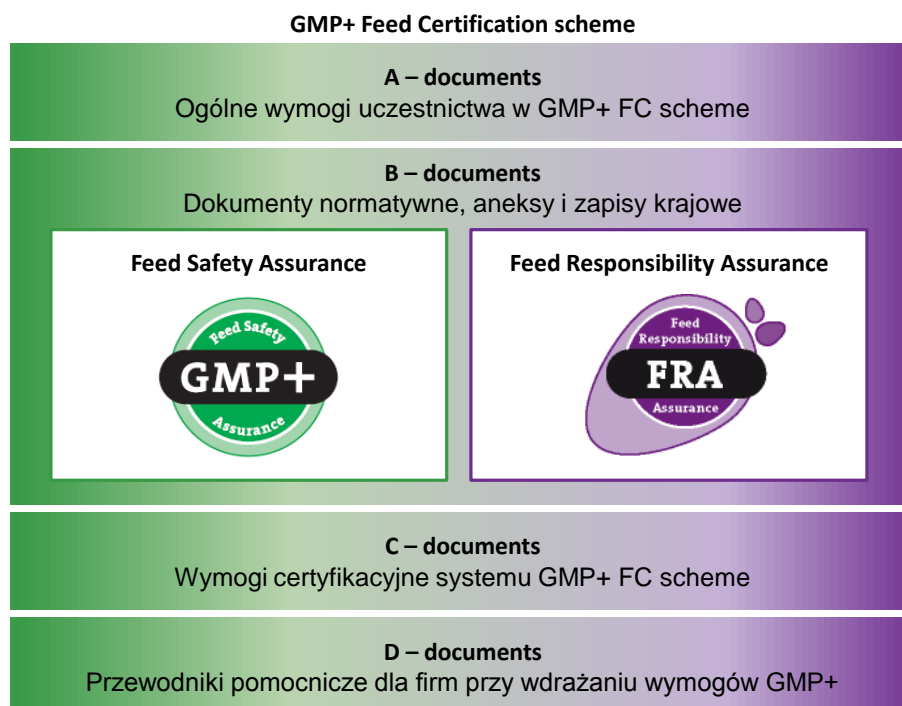 GMP+ Feed Certification scheme
A – documents
Ogólne wymogi uczestnictwa w GMP+ FC scheme
B – documents
Dokumenty normatywne, aneksy i zapisy krajowe
Feed Safety Assurance
Feed Safety
GMP+
Assurance
Feed Responsibility Assurance
Feed
Responsibility
FRA
Assurance
C – documents
Wymogi certyfikacyjne systemu GMP+ FC scheme
D – documents
Przewodniki pomocnicze dla firm przy wdrażaniu wymogów GMP+